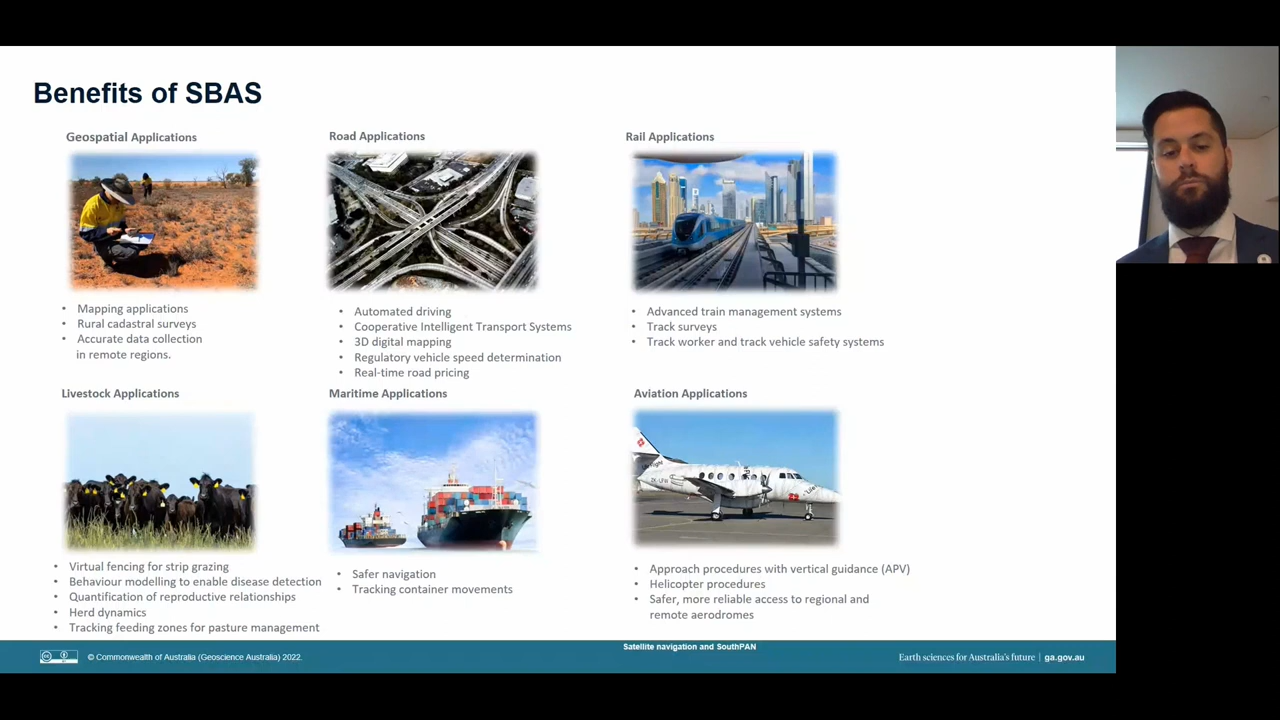 Benefits of SBAS
Geospatial Applications
Mapping applications
Rural cadastral surveys
Accurate data collection
in remote regions.
Road Applications
Automated driving
Cooperative Intelligent Transport Systems
3D digital mapping
Regulatory vehicle speed determination
Real-time road pricing
Rail Applications
Advanced train management systems
Track surveys
Track worker and track vehicle safety systems
Livestock Applications
Virtual fencing for strip grazing
Behaviour modelling to enable disease detection
Quantification of reproductive relationships
Herd dynamics
Tracking feeding zones for pasture management
Maritime Applications
Safer navigation
Tracking container movements
Aviation Applications
Approach procedures with vertical guidance (APV)
Helicopter procedures
Safer, more reliable access to regional and
remote aerodromes
© Commonwealth of Australia (Geoscience Australia) 2022.
Satellite navigation and SouthPAN
Earth sciences for Australia's future | ga.gov.au